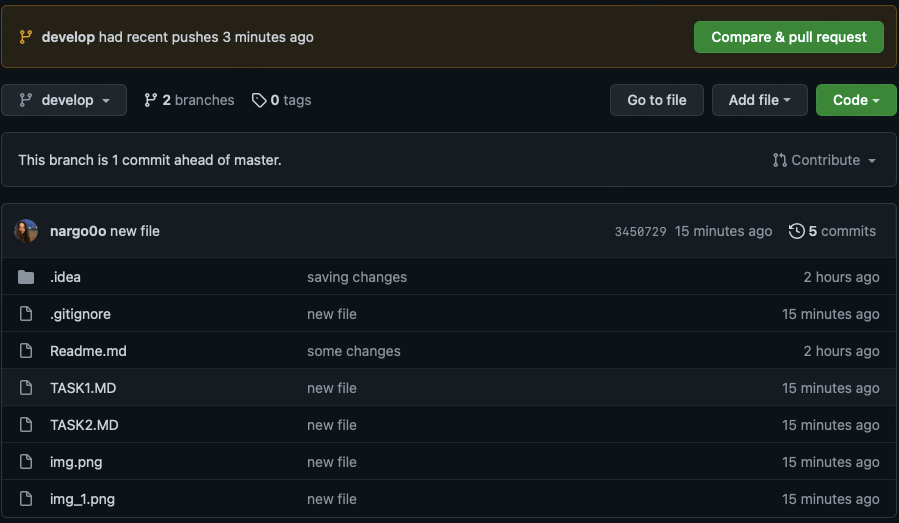 develop had recent pushes 3 minutes ago Compare & pull request
develop 2 branches 0 tags Go to file Add file Code
This branch is 1 commit ahead of master. Contribute
nargo0o new file 3450729 15 minutes ago 5 commits
.idea saving changes 2 hours ago
.gitignore new file 15 minutes ago
Readme.md some changes 2 hours ago
TASK1.MD new file 15 minutes ago
TASK2.MD new file 15 minutes ago
img.png new file 15 minutes ago
img_1.png new file 15 minutes ago